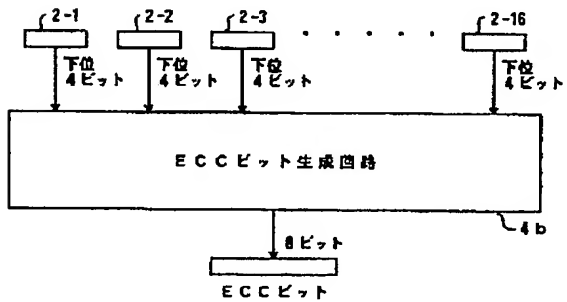 2-1 2-2 2-3 2-16
下位 下位 下位 下位
4ビット 4ビット 4ビット 4ビット
ECCビット生成回路
4b
8ビット
ECCビット